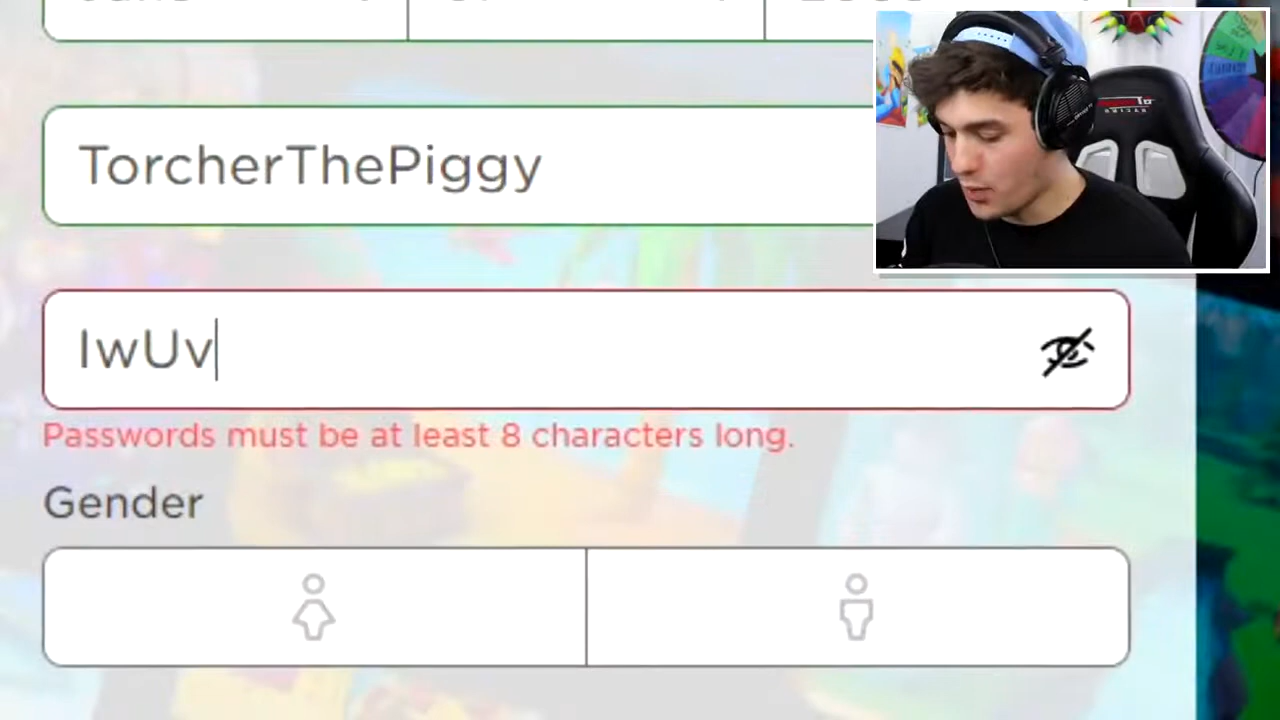 TorcherThePiggy
IwUv
Passwords must be at least 8 characters long.
Gender